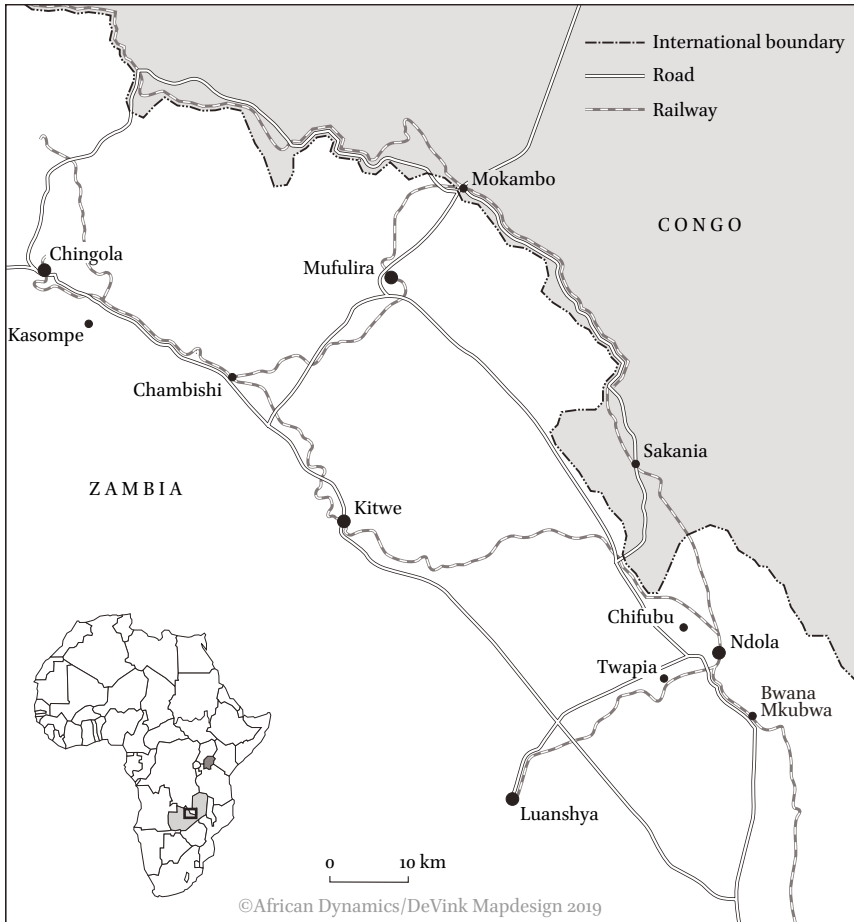 International boundary
Road
Railway
Mokambo
CONGO
Chingola
Mufulira
Kasompe
Chambishi
Sakania
ZAMBIA
Kitwe
Chifubu
Ndola
Twapia
Bwana
Mkubwa
Luanshya
0 10 km
©African Dynamics/DeVink Mapdesign 2019